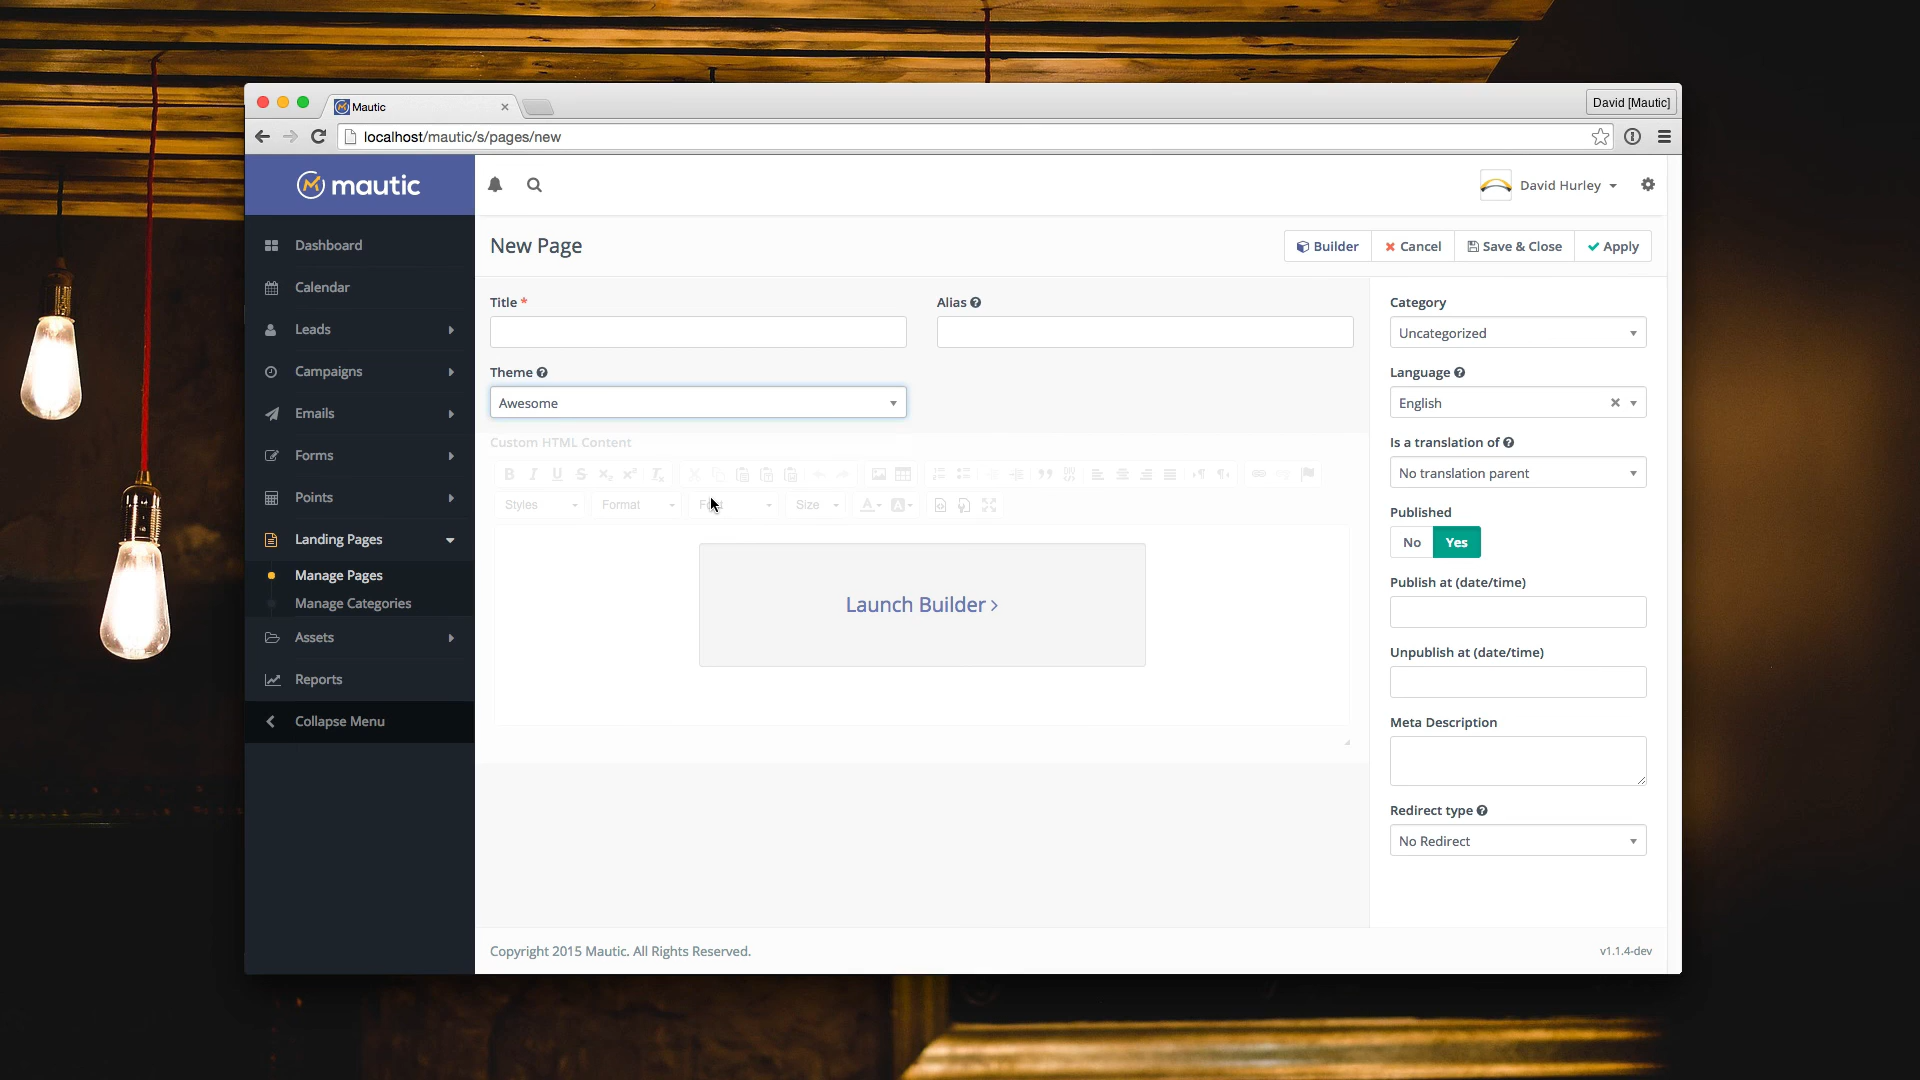 Mautic
David [Mautic]
localhost/mautic/s/pages/new
mautic
David Hurley
Dashboard
Calendar
Leads
Campaigns
Emails
Forms
Points
Landing Pages
Manage Pages
Manage Categories
Assets
Reports
Collapse Menu
New Page
Builder
Cancel
Save & Close
Apply
Title *
Alias
Theme
Awesome
Custom HTML Content
Styles
Format
Size
Launch Builder ›
Category
Uncategorized
Language
English
Is a translation of
No translation parent
Published
No Yes
Publish at (date/time)
Unpublish at (date/time)
Meta Description
Redirect type
No Redirect
Copyright 2015 Mautic. All Rights Reserved.
v1.1.4-dev